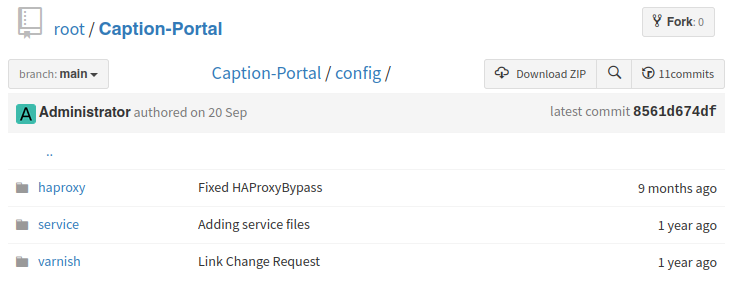 root / Caption-Portal
Fork: 0
branch: main
Caption-Portal / config /
Download ZIP
11commits
A Administrator authored on 20 Sep
latest commit 8561d674df
..
haproxy Fixed HAProxyBypass 9 months ago
service Adding service files 1 year ago
varnish Link Change Request 1 year ago